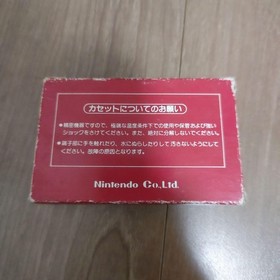 カセットについてのお願い
●精密機器ですので、極端な温度条件下での使用や保管および強い
ショックをさけてください。また、絶対に分解しないでください。
●端子部に手を触れたり、水にぬらしたりして汚さないようにして
ください。故障の原因となります。
Nintendo Co.,Ltd.